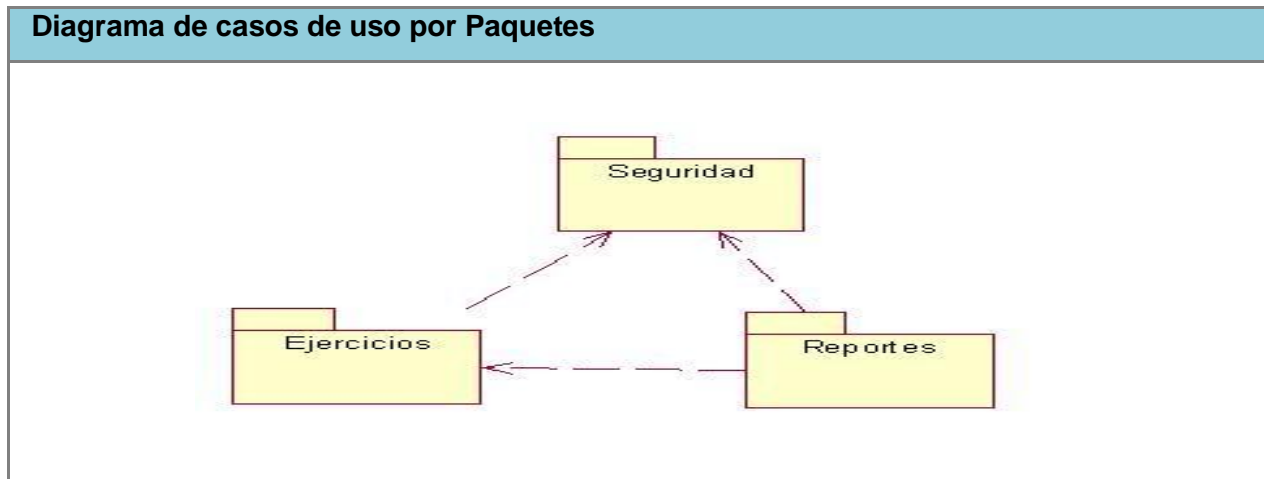 Diagrama de casos de uso por Paquetes
Seguridad
Ejercicios
Reportes